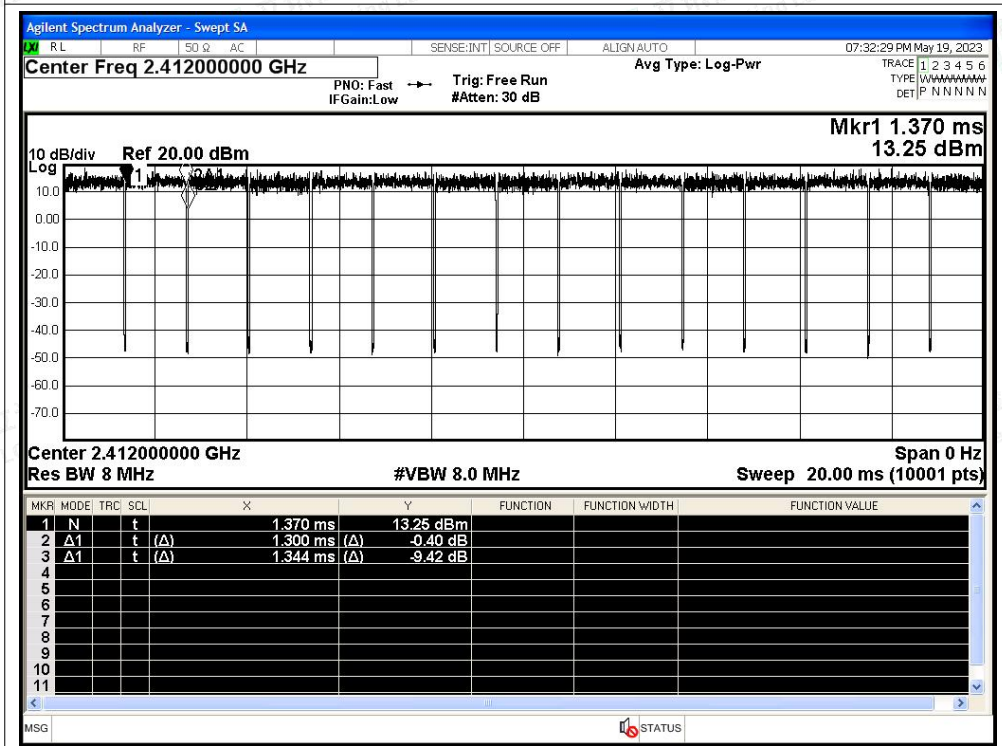 Agilent Spectrum Analyzer - Swept SA
LXI RL RF 50 Ω AC SENSE:INT SOURCE OFF ALIGN AUTO 07:32:29 PM May 19, 2023
Center Freq 2.412000000 GHz Avg Type: Log-Pwr TRACE 1 2 3 4 5 6
PNO: Fast Trig: Free Run TYPE WWWWWW
IFGain:Low #Atten: 30 dB DET P N N N N N
Mkr1 1.370 ms
10 dB/div Ref 20.00 dBm 13.25 dBm
Log
1 2Δ1
10.0
0.00
-10.0
-20.0
-30.0
-40.0
-50.0
-60.0
-70.0
Center 2.412000000 GHz Span 0 Hz
Res BW 8 MHz #VBW 8.0 MHz Sweep 20.00 ms (10001 pts)
MKR MODE TRC SCL X Y FUNCTION FUNCTION WIDTH FUNCTION VALUE
1 N t 1.370 ms 13.25 dBm
2 Δ1 t (Δ) 1.300 ms (Δ) -0.40 dB
3 Δ1 t (Δ) 1.344 ms (Δ) -9.42 dB
4
5
6
7
8
9
10
11
MSG STATUS